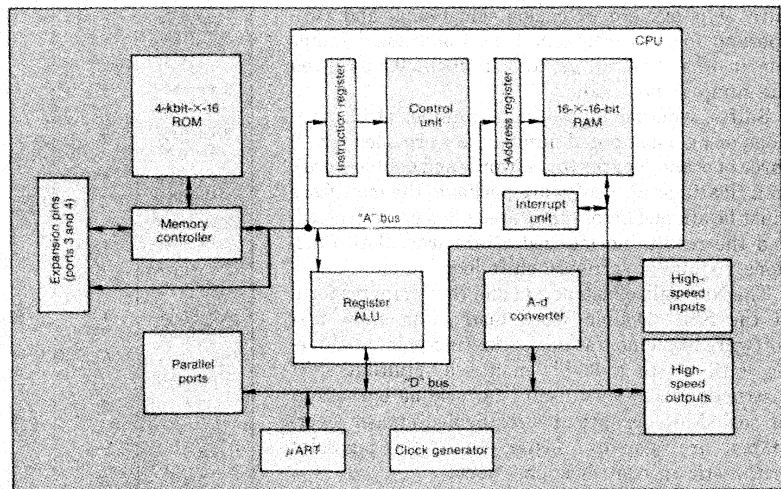 CPU
4-kbit-×-16
ROM
Instruction register
Control
unit
Address register
16-×-16-bit
RAM
Interrupt
unit
"A" bus
Expansion pins
(ports 3 and 4)
Memory
controller
Register
ALU
A-d
converter
High-
speed
inputs
Parallel
ports
"D" bus
High-
speed
outputs
μART
Clock generator